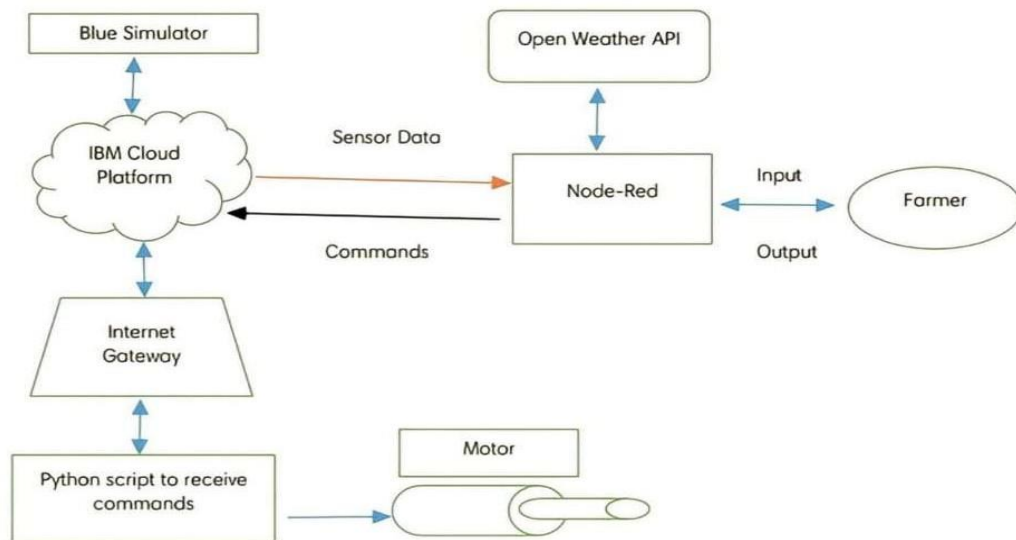 Blue Simulator
Open Weather API
IBM Cloud
Platform
Sensor Data
Node-Red
Input
Farmer
Commands
Output
Internet
Gateway
Motor
Python script to receive
commands